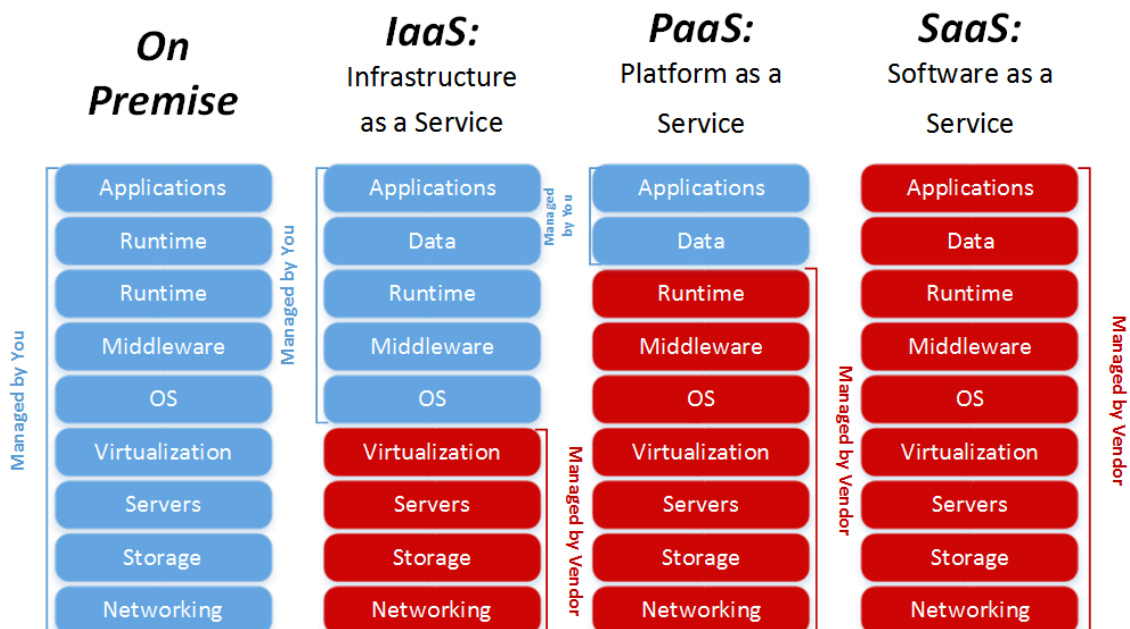 On
Premise
Managed by You
Applications
Runtime
Runtime
Middleware
OS
Virtualization
Servers
Storage
Networking
IaaS:
Infrastructure
as a Service
Managed by You
Applications
Data
Runtime
Middleware
OS
Virtualization
Servers
Storage
Networking
Managed by Vendor
PaaS:
Platform as a
Service
Managed
by You
Applications
Data
Runtime
Middleware
OS
Virtualization
Servers
Storage
Networking
Managed by Vendor
SaaS:
Software as a
Service
Applications
Data
Runtime
Middleware
OS
Virtualization
Servers
Storage
Networking
Managed by Vendor